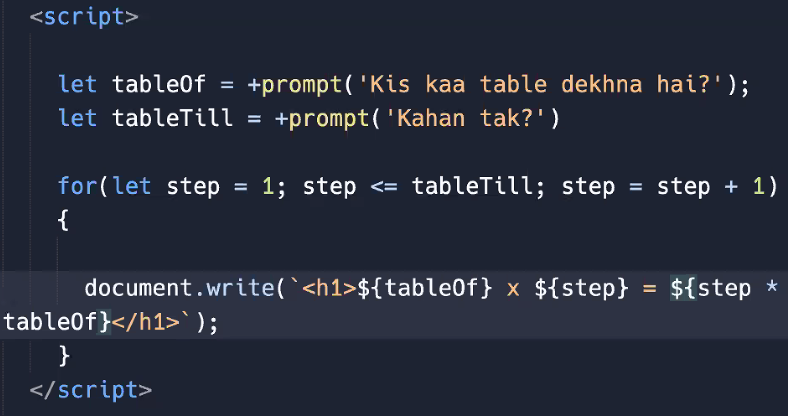 <script>
let tableOf = +prompt('Kis kaa table dekhna hai?');
let tableTill = +prompt('Kahan tak?')
for(let step = 1; step <= tableTill; step = step + 1)
{
document.write(`<h1>${tableOf} x ${step} = ${step *
tableOf}</h1>`);
}
</script>